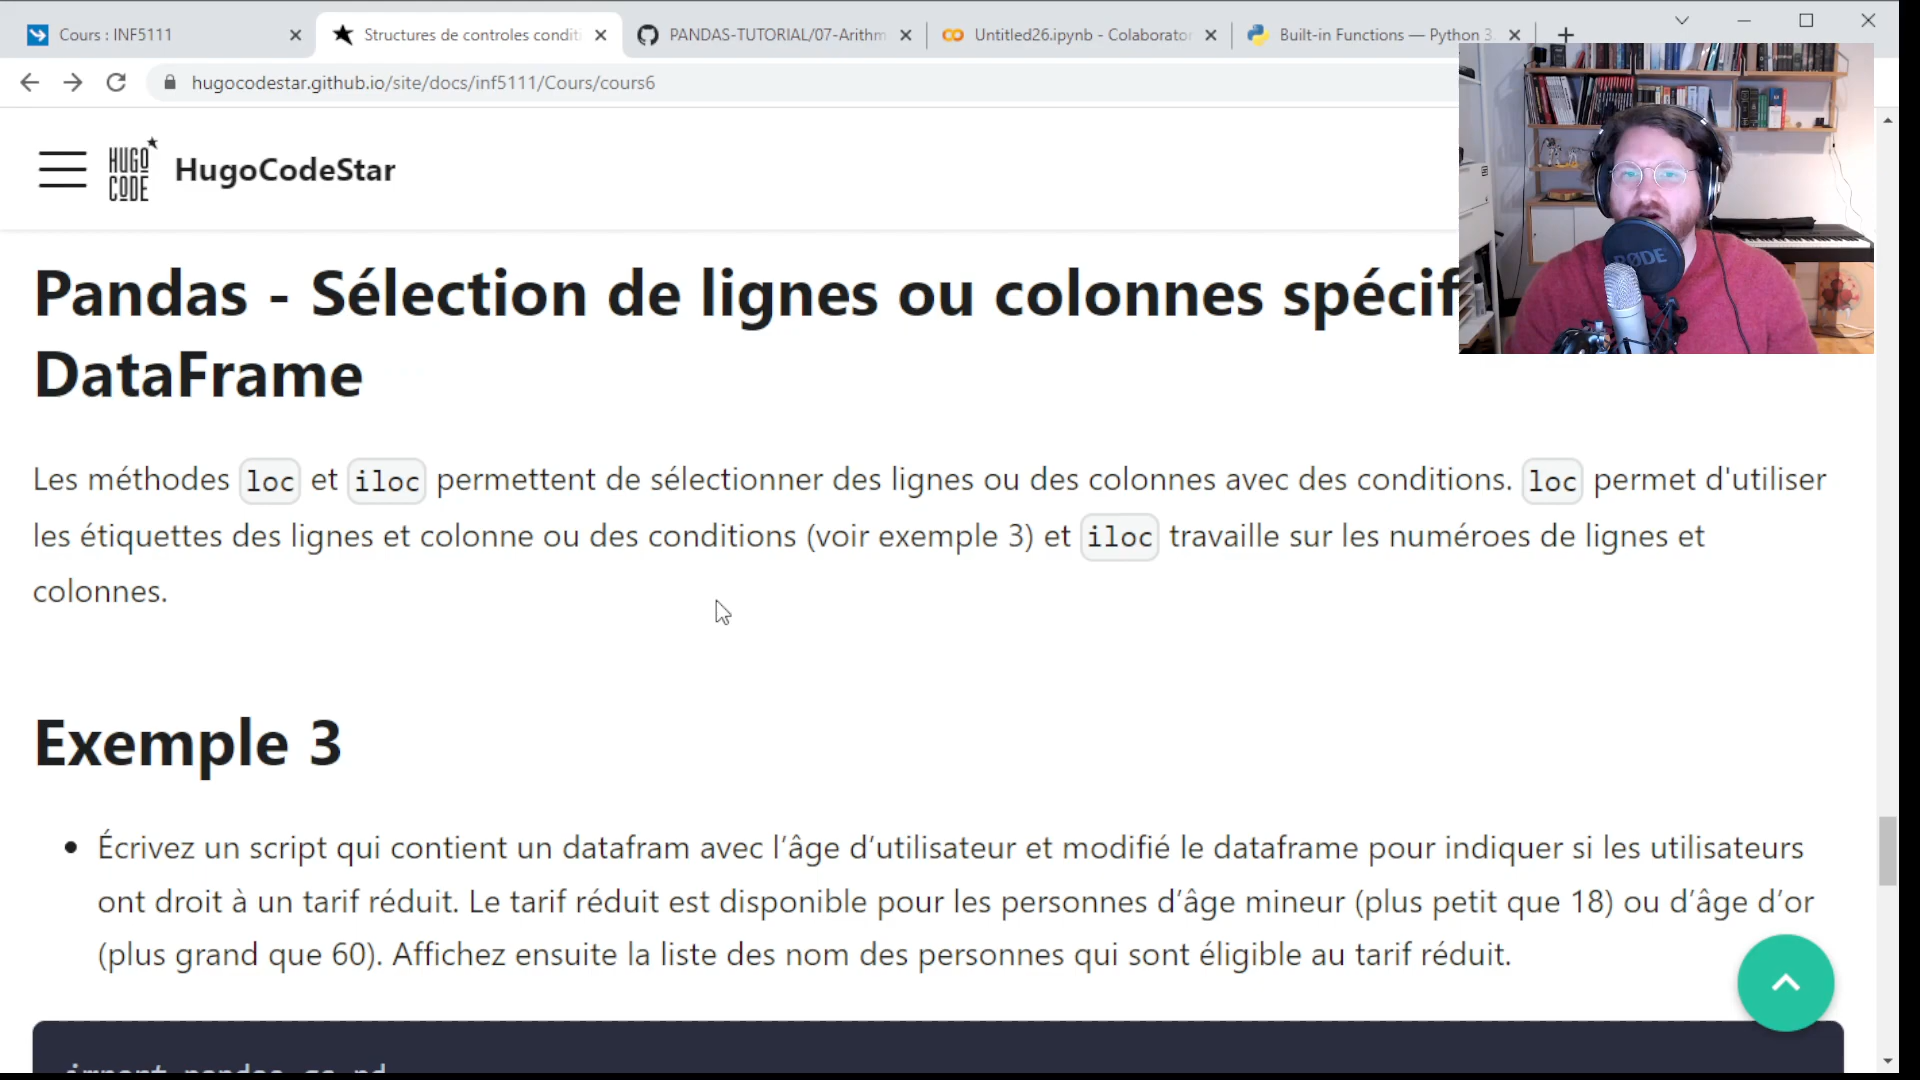 Cours : INF5111
Structures de controles conditi
PANDAS-TUTORIAL/07-Arithm
Untitled26.ipynb - Colaborator
Built-in Functions — Python 3.
hugocodestar.github.io/site/docs/inf5111/Cours/cours6
HUGO
CODE
HugoCodeStar
RØDE
Pandas - Sélection de lignes ou colonnes spécif
DataFrame
Les méthodes loc et iloc permettent de sélectionner des lignes ou des colonnes avec des conditions. loc permet d'utiliser
les étiquettes des lignes et colonne ou des conditions (voir exemple 3) et iloc travaille sur les numéroes de lignes et
colonnes.
Exemple 3
• Écrivez un script qui contient un datafram avec l’âge d’utilisateur et modifié le dataframe pour indiquer si les utilisateurs
ont droit à un tarif réduit. Le tarif réduit est disponible pour les personnes d’âge mineur (plus petit que 18) ou d’âge d’or
(plus grand que 60). Affichez ensuite la liste des nom des personnes qui sont éligible au tarif réduit.
import pandas as pd